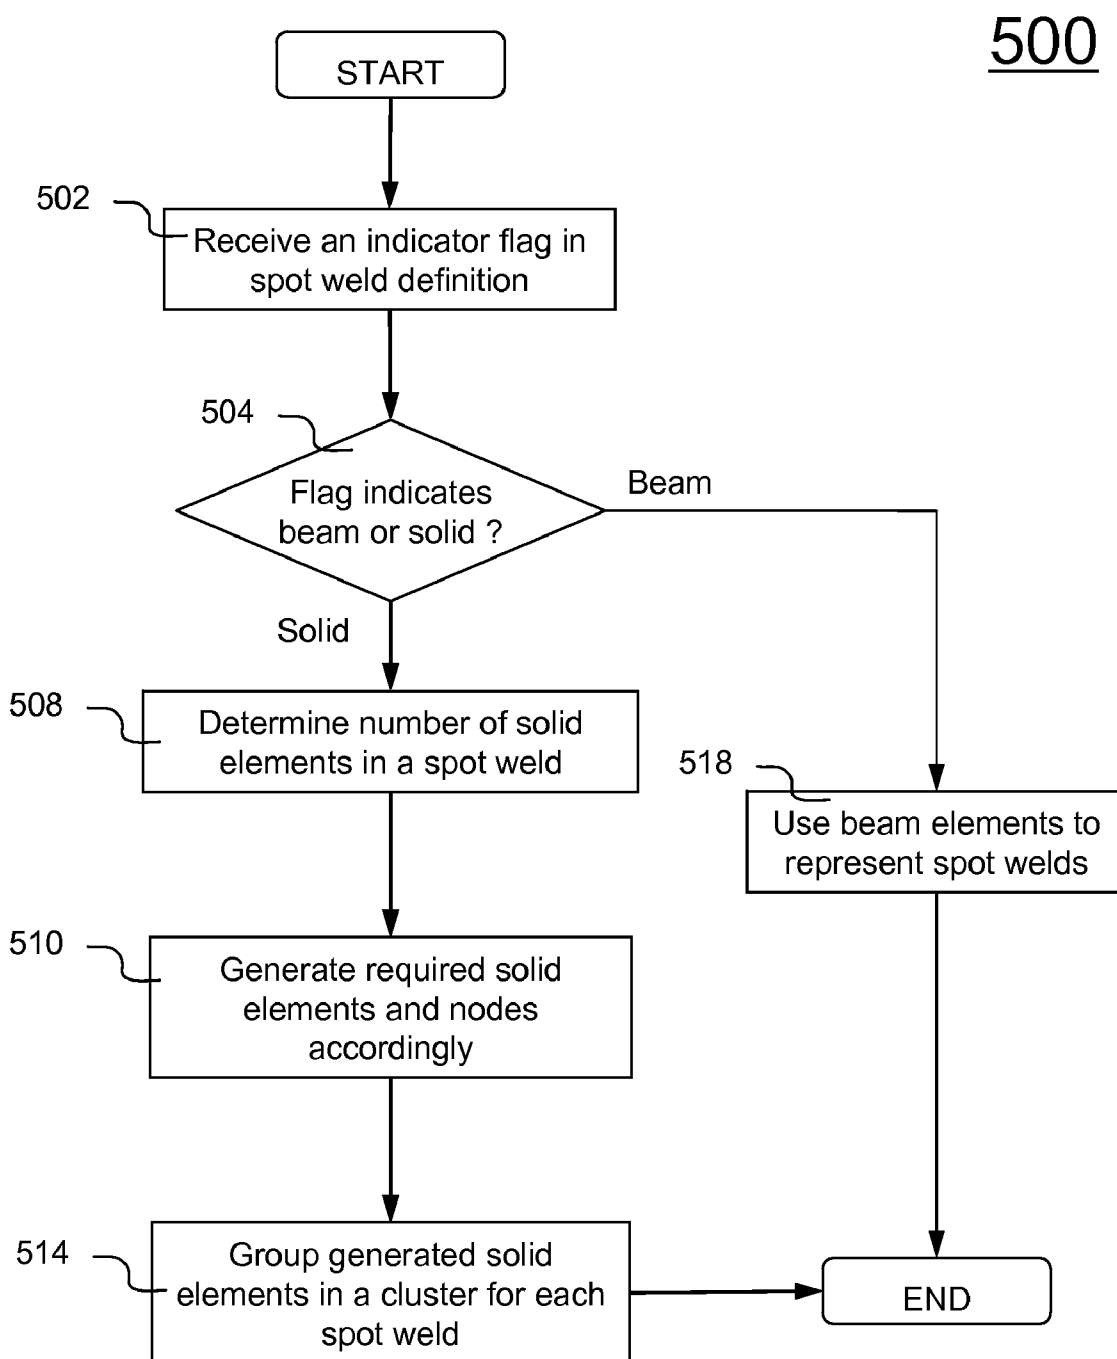 500
START
502
Receive an indicator flag in
spot weld definition
504
Flag indicates
beam or solid ?
Beam
Solid
508
Determine number of solid
elements in a spot weld
518
Use beam elements to
represent spot welds
510
Generate required solid
elements and nodes
accordingly
514
Group generated solid
elements in a cluster for each
spot weld
END